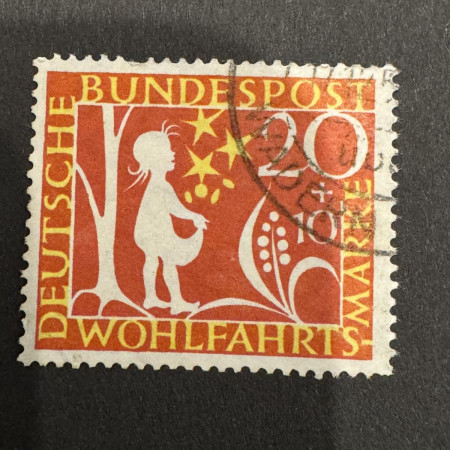 DEUTSCHE
BUNDESPOST
20
+
10
WOHLFAHRTS-
MARKE